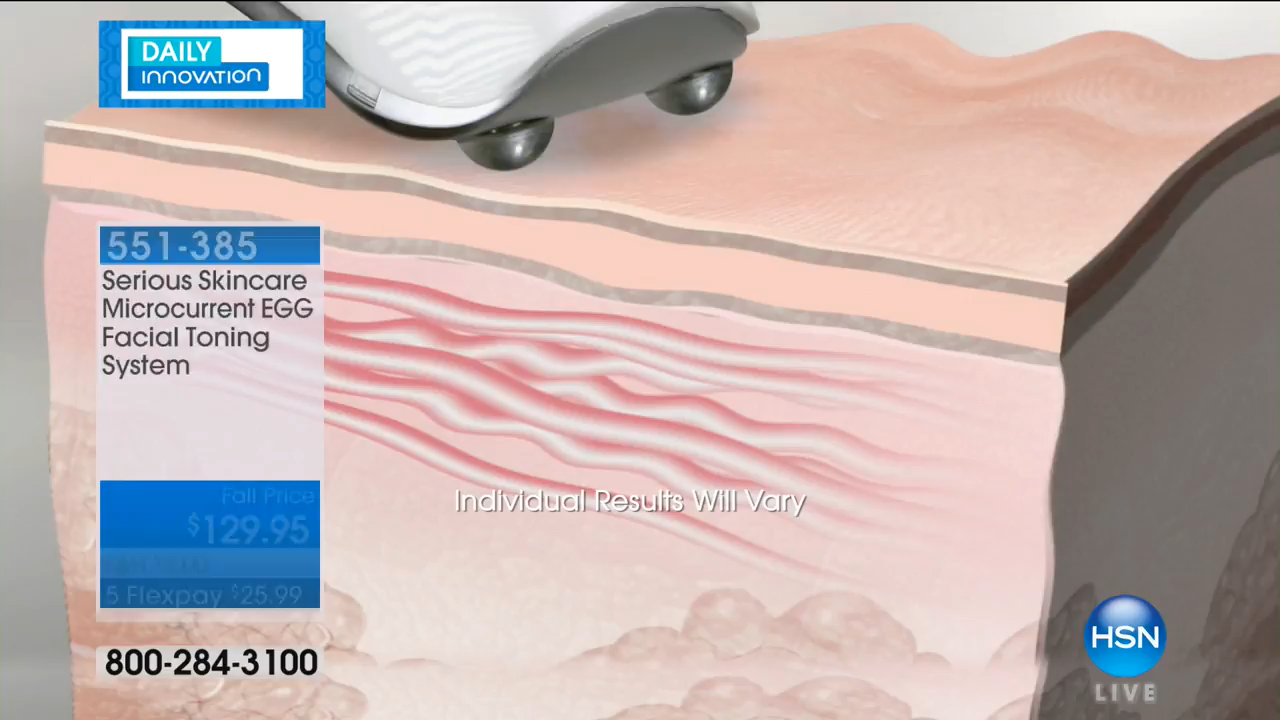 DAILY
INNOVATION
551-385
Serious Skincare
Microcurrent EGG
Facial Toning
System
Fall Price
$129.95
5 Flexpay $25.99
800-284-3100
Individual Results Will Vary
HSN
LIVE